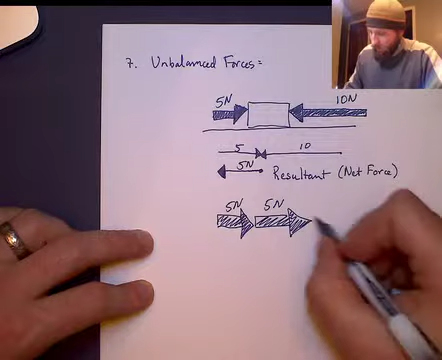 7. Unbalanced Forces =
5N 10N
5 10
5N Resultant (Net Force)
5N 5N